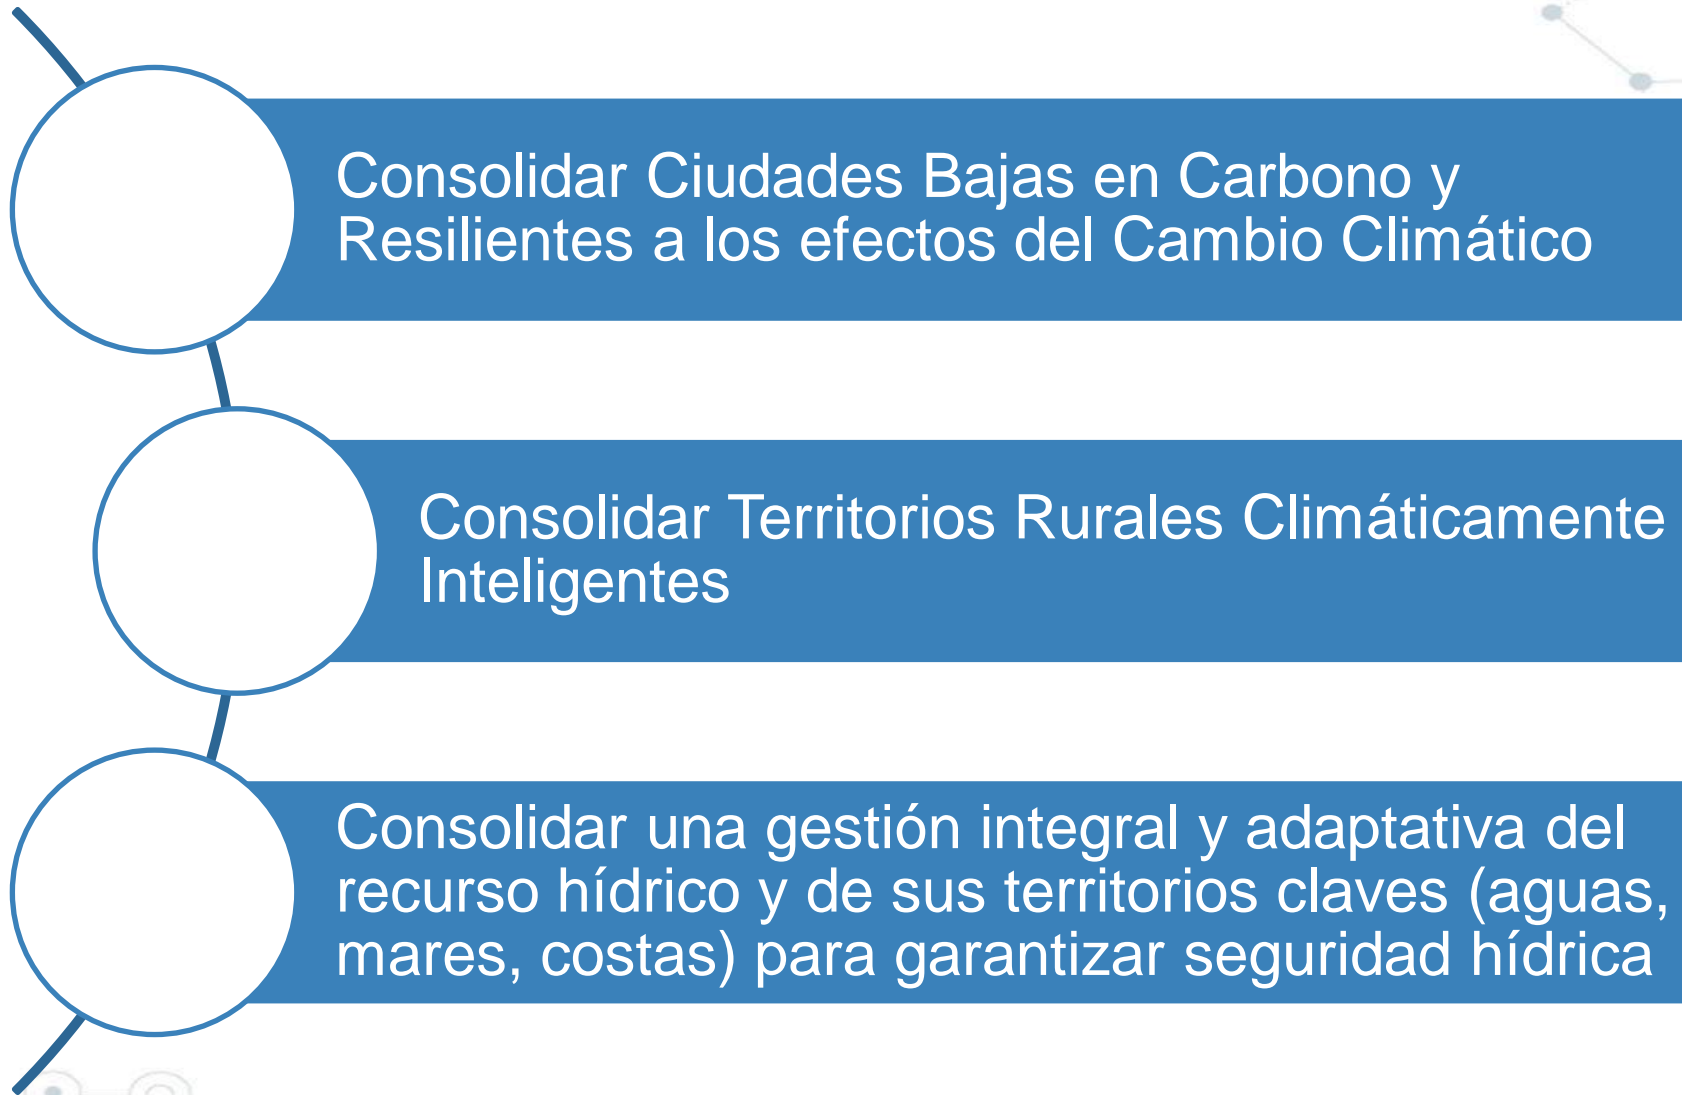 Consolidar Ciudades Bajas en Carbono y
Resilientes a los efectos del Cambio Climático
Consolidar Territorios Rurales Climáticamente
Inteligentes
Consolidar una gestión integral y adaptativa del
recurso hídrico y de sus territorios claves (aguas,
mares, costas) para garantizar seguridad hídrica